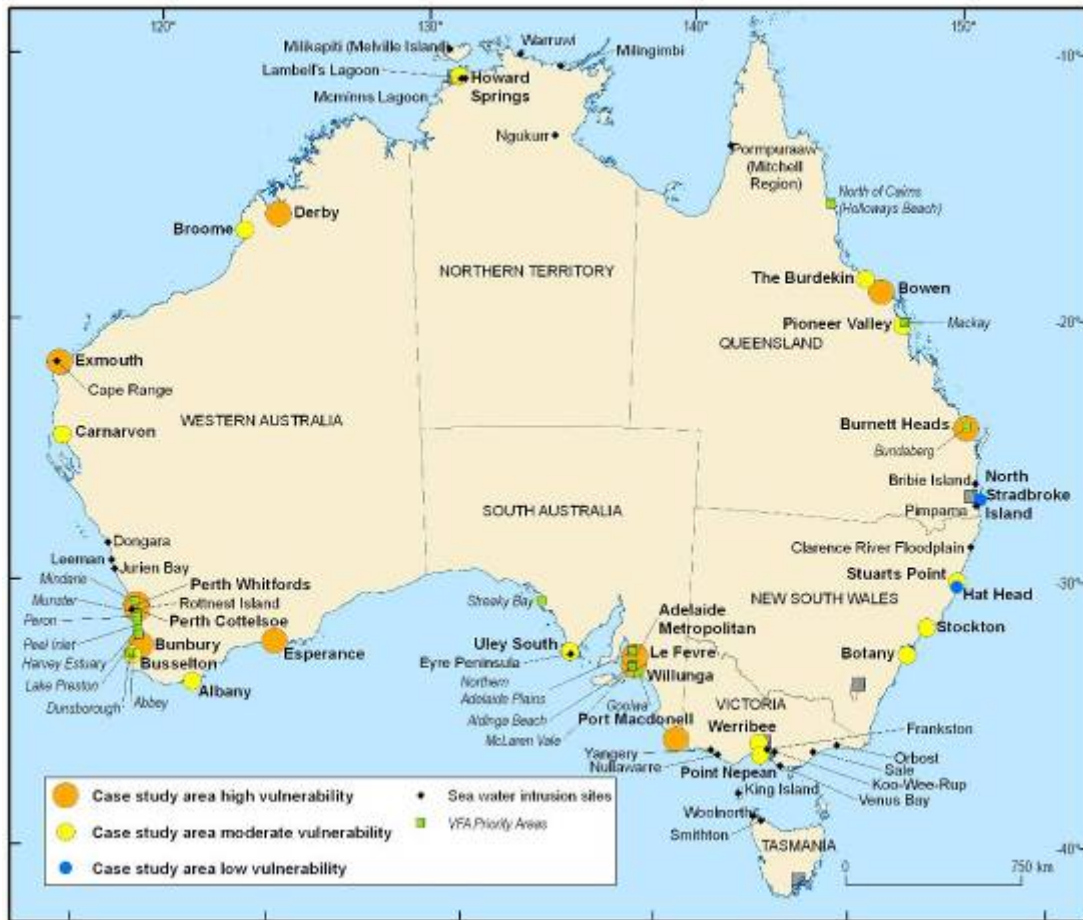 120°
130°
140°
150°
-10°
-20°
-30°
-40°
Milikapiti (Melville Island)
Warruwi
Milingimbi
Lambell's Lagoon
Howard
Springs
Mcminns Lagoon
Ngukurr
Pormpuraaw
(Mitchell
Region)
North of Cairns
(Holloways Beach)
Derby
Broome
NORTHERN TERRITORY
The Burdekin
Bowen
Pioneer Valley
Mackay
QUEENSLAND
Exmouth
Cape Range
WESTERN AUSTRALIA
Carnarvon
Burnett Heads
Bundaberg
Bribie Island
North
Stradbroke
Island
Pimpama
SOUTH AUSTRALIA
Dongara
Leeman
Jurien Bay
Mindarie
Perth Whitfords
Munster
Rottnest Island
Peron
Perth Cottelsoe
Peel Inlet
Bunbury
Harvey Estuary
Busselton
Lake Preston
Dunsborough
Abbey
Albany
Esperance
Clarence River Floodplain
Stuarts Point
Hat Head
NEW SOUTH WALES
Stockton
Botany
Streaky Bay
Uley South
Eyre Peninsula
Adelaide
Metropolitan
Le Fevre
Willunga
Northern
Adelaide Plains
Aldinga Beach
McLaren Vale
Goolwa
Port Macdonell
VICTORIA
Werribee
Frankston
Yangery
Nullawarre
Point Nepean
Orbost
Sale
Koo-Wee-Rup
Venus Bay
King Island
Woolnorth
Smithton
TASMANIA
Case study area high vulnerability
Case study area moderate vulnerability
Case study area low vulnerability
Sea water intrusion sites
VFA Priority Areas
0
750 km